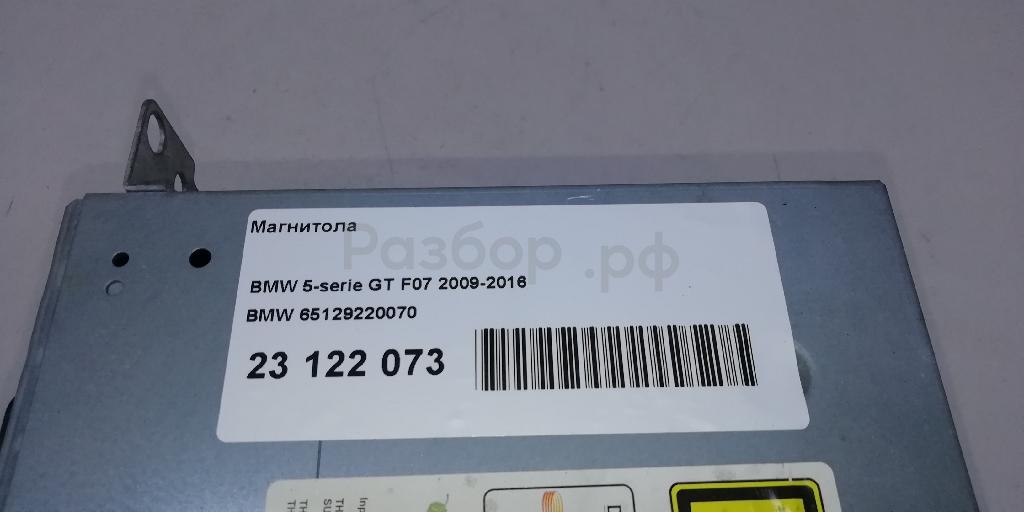 Магнитола
Разбор.рф
BMW 5-serie GT F07 2009-2016
BMW 65129220070
23 122 073